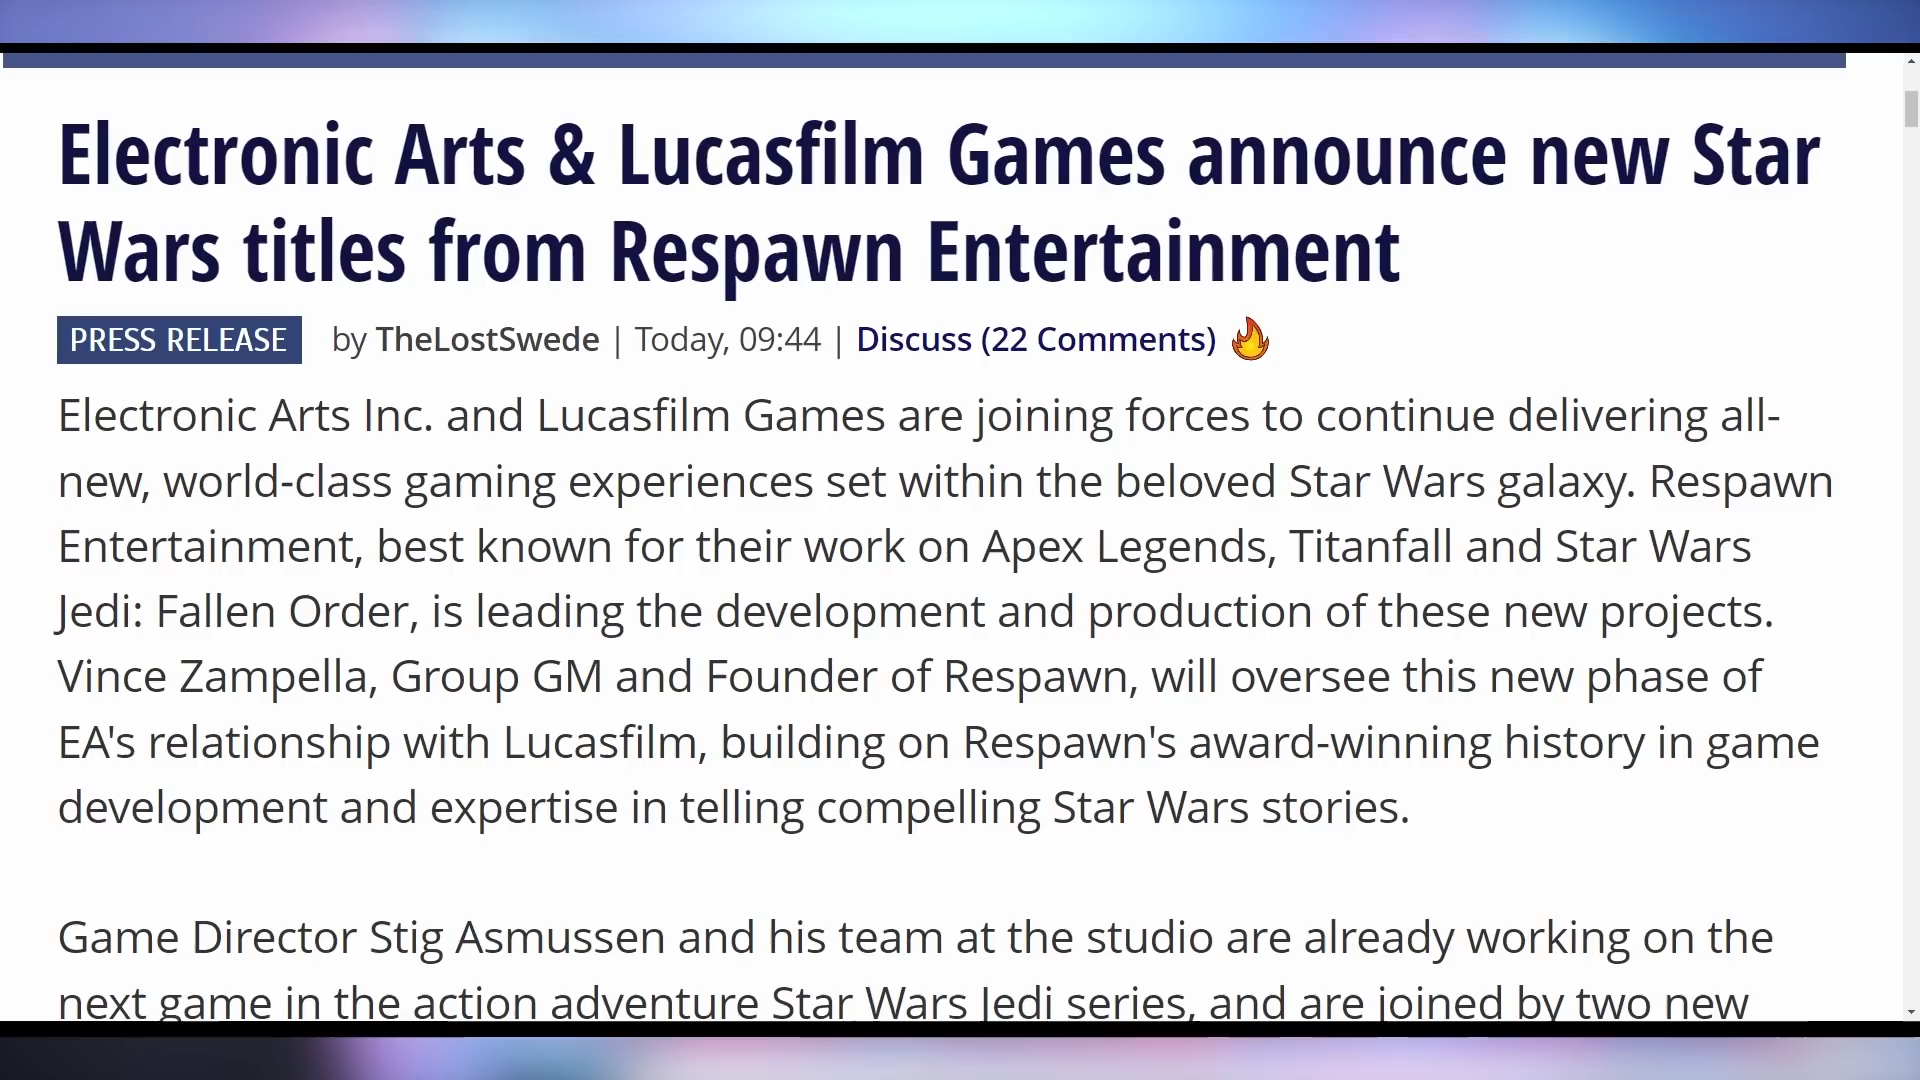 Electronic Arts & Lucasfilm Games announce new Star
Wars titles from Respawn Entertainment
PRESS RELEASE by TheLostSwede | Today, 09:44 | Discuss (22 Comments)
Electronic Arts Inc. and Lucasfilm Games are joining forces to continue delivering all-
new, world-class gaming experiences set within the beloved Star Wars galaxy. Respawn
Entertainment, best known for their work on Apex Legends, Titanfall and Star Wars
Jedi: Fallen Order, is leading the development and production of these new projects.
Vince Zampella, Group GM and Founder of Respawn, will oversee this new phase of
EA's relationship with Lucasfilm, building on Respawn's award-winning history in game
development and expertise in telling compelling Star Wars stories.
Game Director Stig Asmussen and his team at the studio are already working on the
next game in the action adventure Star Wars Jedi series, and are joined by two new